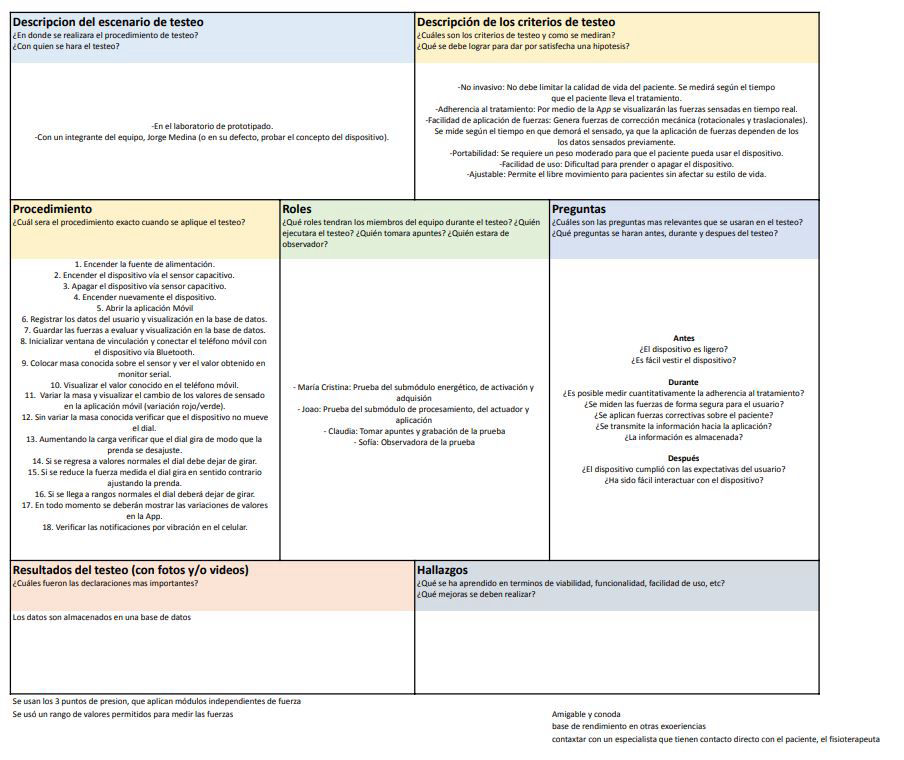 Descripcion del escenario de testeo
¿En donde se realizara el procedimiento de testeo?
¿Con quien se hara el testeo?
-En el laboratorio de prototipado.
-Con un integrante del equipo, Jorge Medina (o en su defecto, probar el concepto del dispositivo).
Descripción de los criterios de testeo
¿Cuáles son los criterios de testeo y como se mediran?
¿Qué se debe lograr para dar por satisfecha una hipotesis?
-No invasivo: No debe limitar la calidad de vida del paciente. Se medirá según el tiempo
que el paciente lleva el tratamiento.
-Adherencia al tratamiento: Por medio de la App se visualizarán las fuerzas sensadas en tiempo real.
-Facilidad de aplicación de fuerzas: Genera fuerzas de corrección mecánica (rotacionales y traslacionales).
Se mide según el tiempo en que demoró el sensado, ya que la aplicación de fuerzas dependen de los
los datos sensados previamente.
-Portabilidad: Se requiere un peso moderado para que el paciente pueda usar el dispositivo.
-Facilidad de uso: Dificultad para prender o apagar el dispositivo.
-Ajustable: Permite el libre movimiento para pacientes sin afectar su estilo de vida.
Procedimiento
¿Cuál sera el procedimiento exacto cuando se aplique el testeo?
1. Encender la fuente de alimentación.
2. Encender el dispositivo vía el sensor capacitivo.
3. Apagar el dispositivo vía sensor capacitivo.
4. Encender nuevamente el dispositivo.
5. Abrir la aplicación Móvil
6. Registrar los datos del usuario y visualización en la base de datos.
7. Guardar las fuerzas a evaluar y visualización en la base de datos.
8. Inicializar ventana de vinculación y conectar el teléfono móvil con
el dispositivo vía Bluetooth.
9. Colocar masa conocida sobre el sensor y ver el valor obtenido en
monitor serial.
10. Visualizar el valor conocido en el teléfono móvil.
11. Variar la masa y visualizar el cambio de los valores de sensado
en la aplicación móvil (variación rojo/verde).
12. Sin variar la masa conocida verificar que el dispositivo no mueve
el dial.
13. Aumentando la carga verificar que el dial gira de modo que la
prenda se desajuste.
14. Si se regresa a valores normales el dial debe dejar de girar.
15. Si se reduce la fuerza medida el dial gira en sentido contrario
ajustando la prenda.
16. Si se llega a rangos normales el dial deberá dejar de girar.
17. En todo momento se deberán mostrar las variaciones de valores
en la App.
18. Verificar las notificaciones por vibración en el celular.
Roles
¿Qué roles tendran los miembros del equipo durante el testeo? ¿Quién
ejecutara el testeo? ¿Quién tomara apuntes? ¿Quién estara de
observador?
- María Cristina: Prueba del submódulo energético, de activación y
adquisión
- Joao: Prueba del submódulo de procesamiento, del actuador y
aplicación
- Claudia: Tomar apuntes y grabación de la prueba
- Sofía: Observadora de la prueba
Preguntas
¿Cuáles son las preguntas mas relevantes que se usaran en el testeo?
¿Qué preguntas se haran antes, durante y despues del testeo?
Antes
¿El dispositivo es ligero?
¿Es fácil vestir el dispositivo?
Durante
¿Es posible medir cuantitativamente la adherencia al tratamiento?
¿Se miden las fuerzas de forma segura para el usuario?
¿Se aplican fuerzas correctivas sobre el paciente?
¿Se transmite la información hacia la aplicación?
¿La información es almacenada?
Después
¿El dispositivo cumplió con las expectativas del usuario?
¿Ha sido fácil interactuar con el dispositivo?
Resultados del testeo (con fotos y/o videos)
¿Cuáles fueron las declaraciones mas importantes?
Los datos son almacenados en una base de datos
Hallazgos
¿Qué se ha aprendido en terminos de viabilidad, funcionalidad, facilidad de uso, etc?
¿Qué mejoras se deben realizar?
Se usan los 3 puntos de presion, que aplican módulos independientes de fuerza
Se usó un rango de valores permitidos para medir las fuerzas
Amigable y conoda
base de rendimiento en otras exoeriencias
contaxtar con un especialista que tienen contacto directo con el paciente, el fisioterapeuta